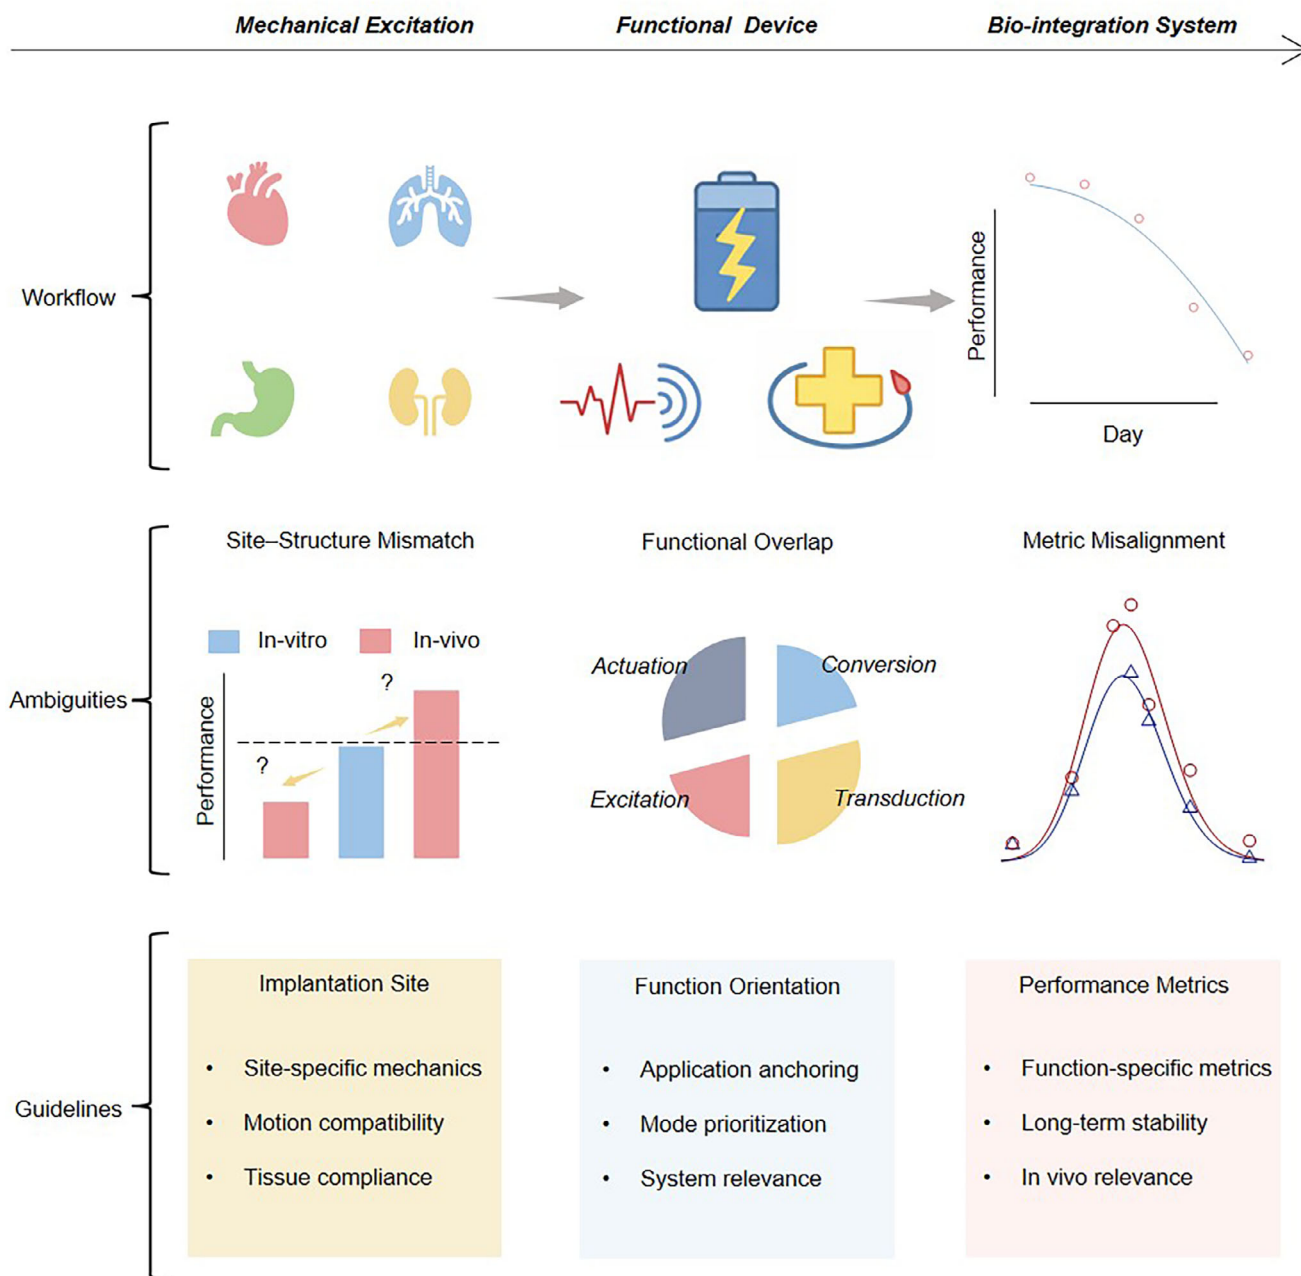 Mechanical Excitation
Functional Device
Bio-integration System
Workflow
Performance
Day
Ambiguities
Site–Structure Mismatch
In-vitro
In-vivo
Performance
?
?
Functional Overlap
Actuation
Conversion
Excitation
Transduction
Metric Misalignment
Guidelines
Implantation Site
• Site-specific mechanics
• Motion compatibility
• Tissue compliance
Function Orientation
• Application anchoring
• Mode prioritization
• System relevance
Performance Metrics
• Function-specific metrics
• Long-term stability
• In vivo relevance